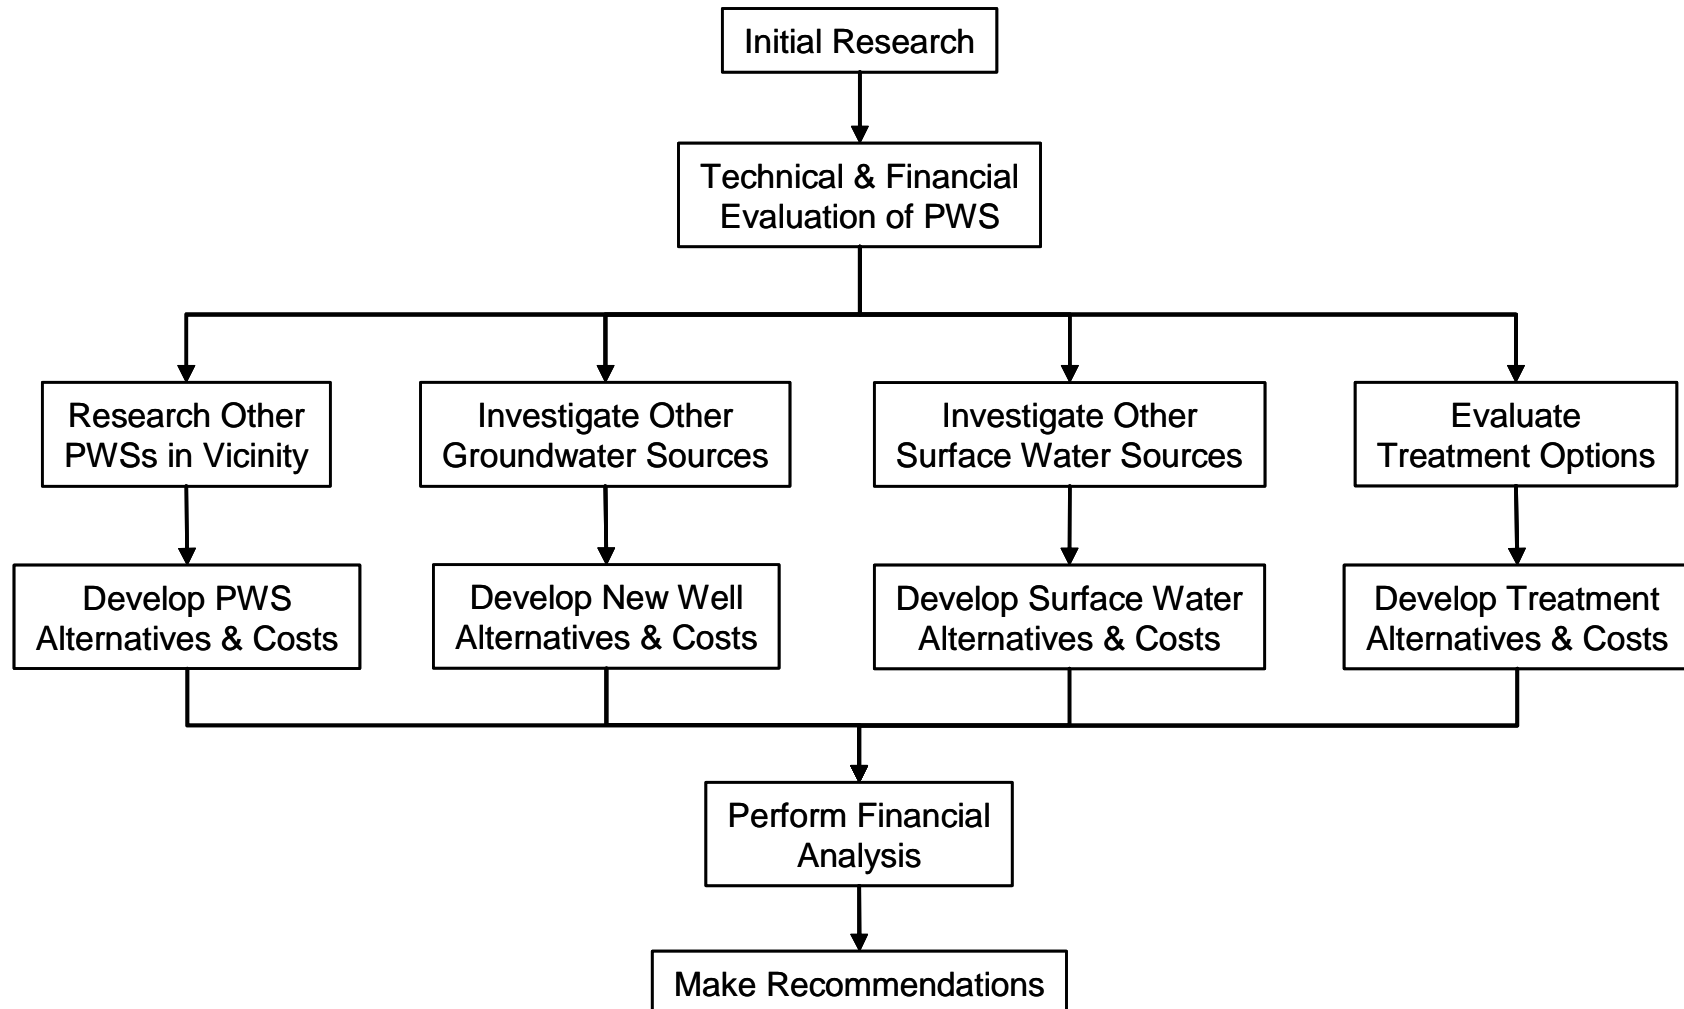 Initial Research
Technical & Financial
Evaluation of PWS
Research Other
PWSs in Vicinity
Investigate Other
Groundwater Sources
Investigate Other
Surface Water Sources
Evaluate
Treatment Options
Develop PWS
Alternatives & Costs
Develop New Well
Alternatives & Costs
Develop Surface Water
Alternatives & Costs
Develop Treatment
Alternatives & Costs
Perform Financial
Analysis
Make Recommendations